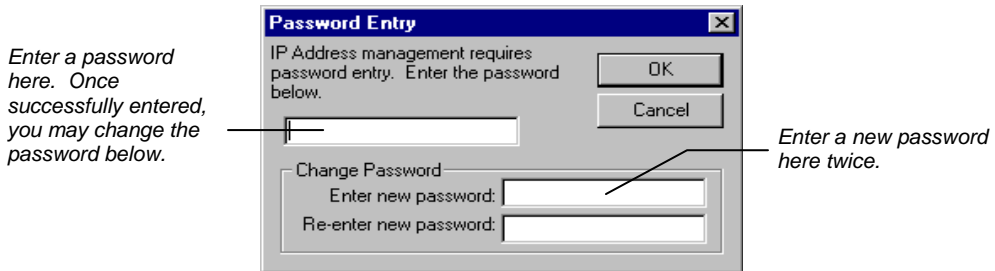 Enter a password
here.  Once
successfully entered,
you may change the
password below.
Password Entry
IP Address management requires
password entry.  Enter the password
below.
OK
Cancel
Change Password
Enter new password:
Re-enter new password:
Enter a new password
here twice.